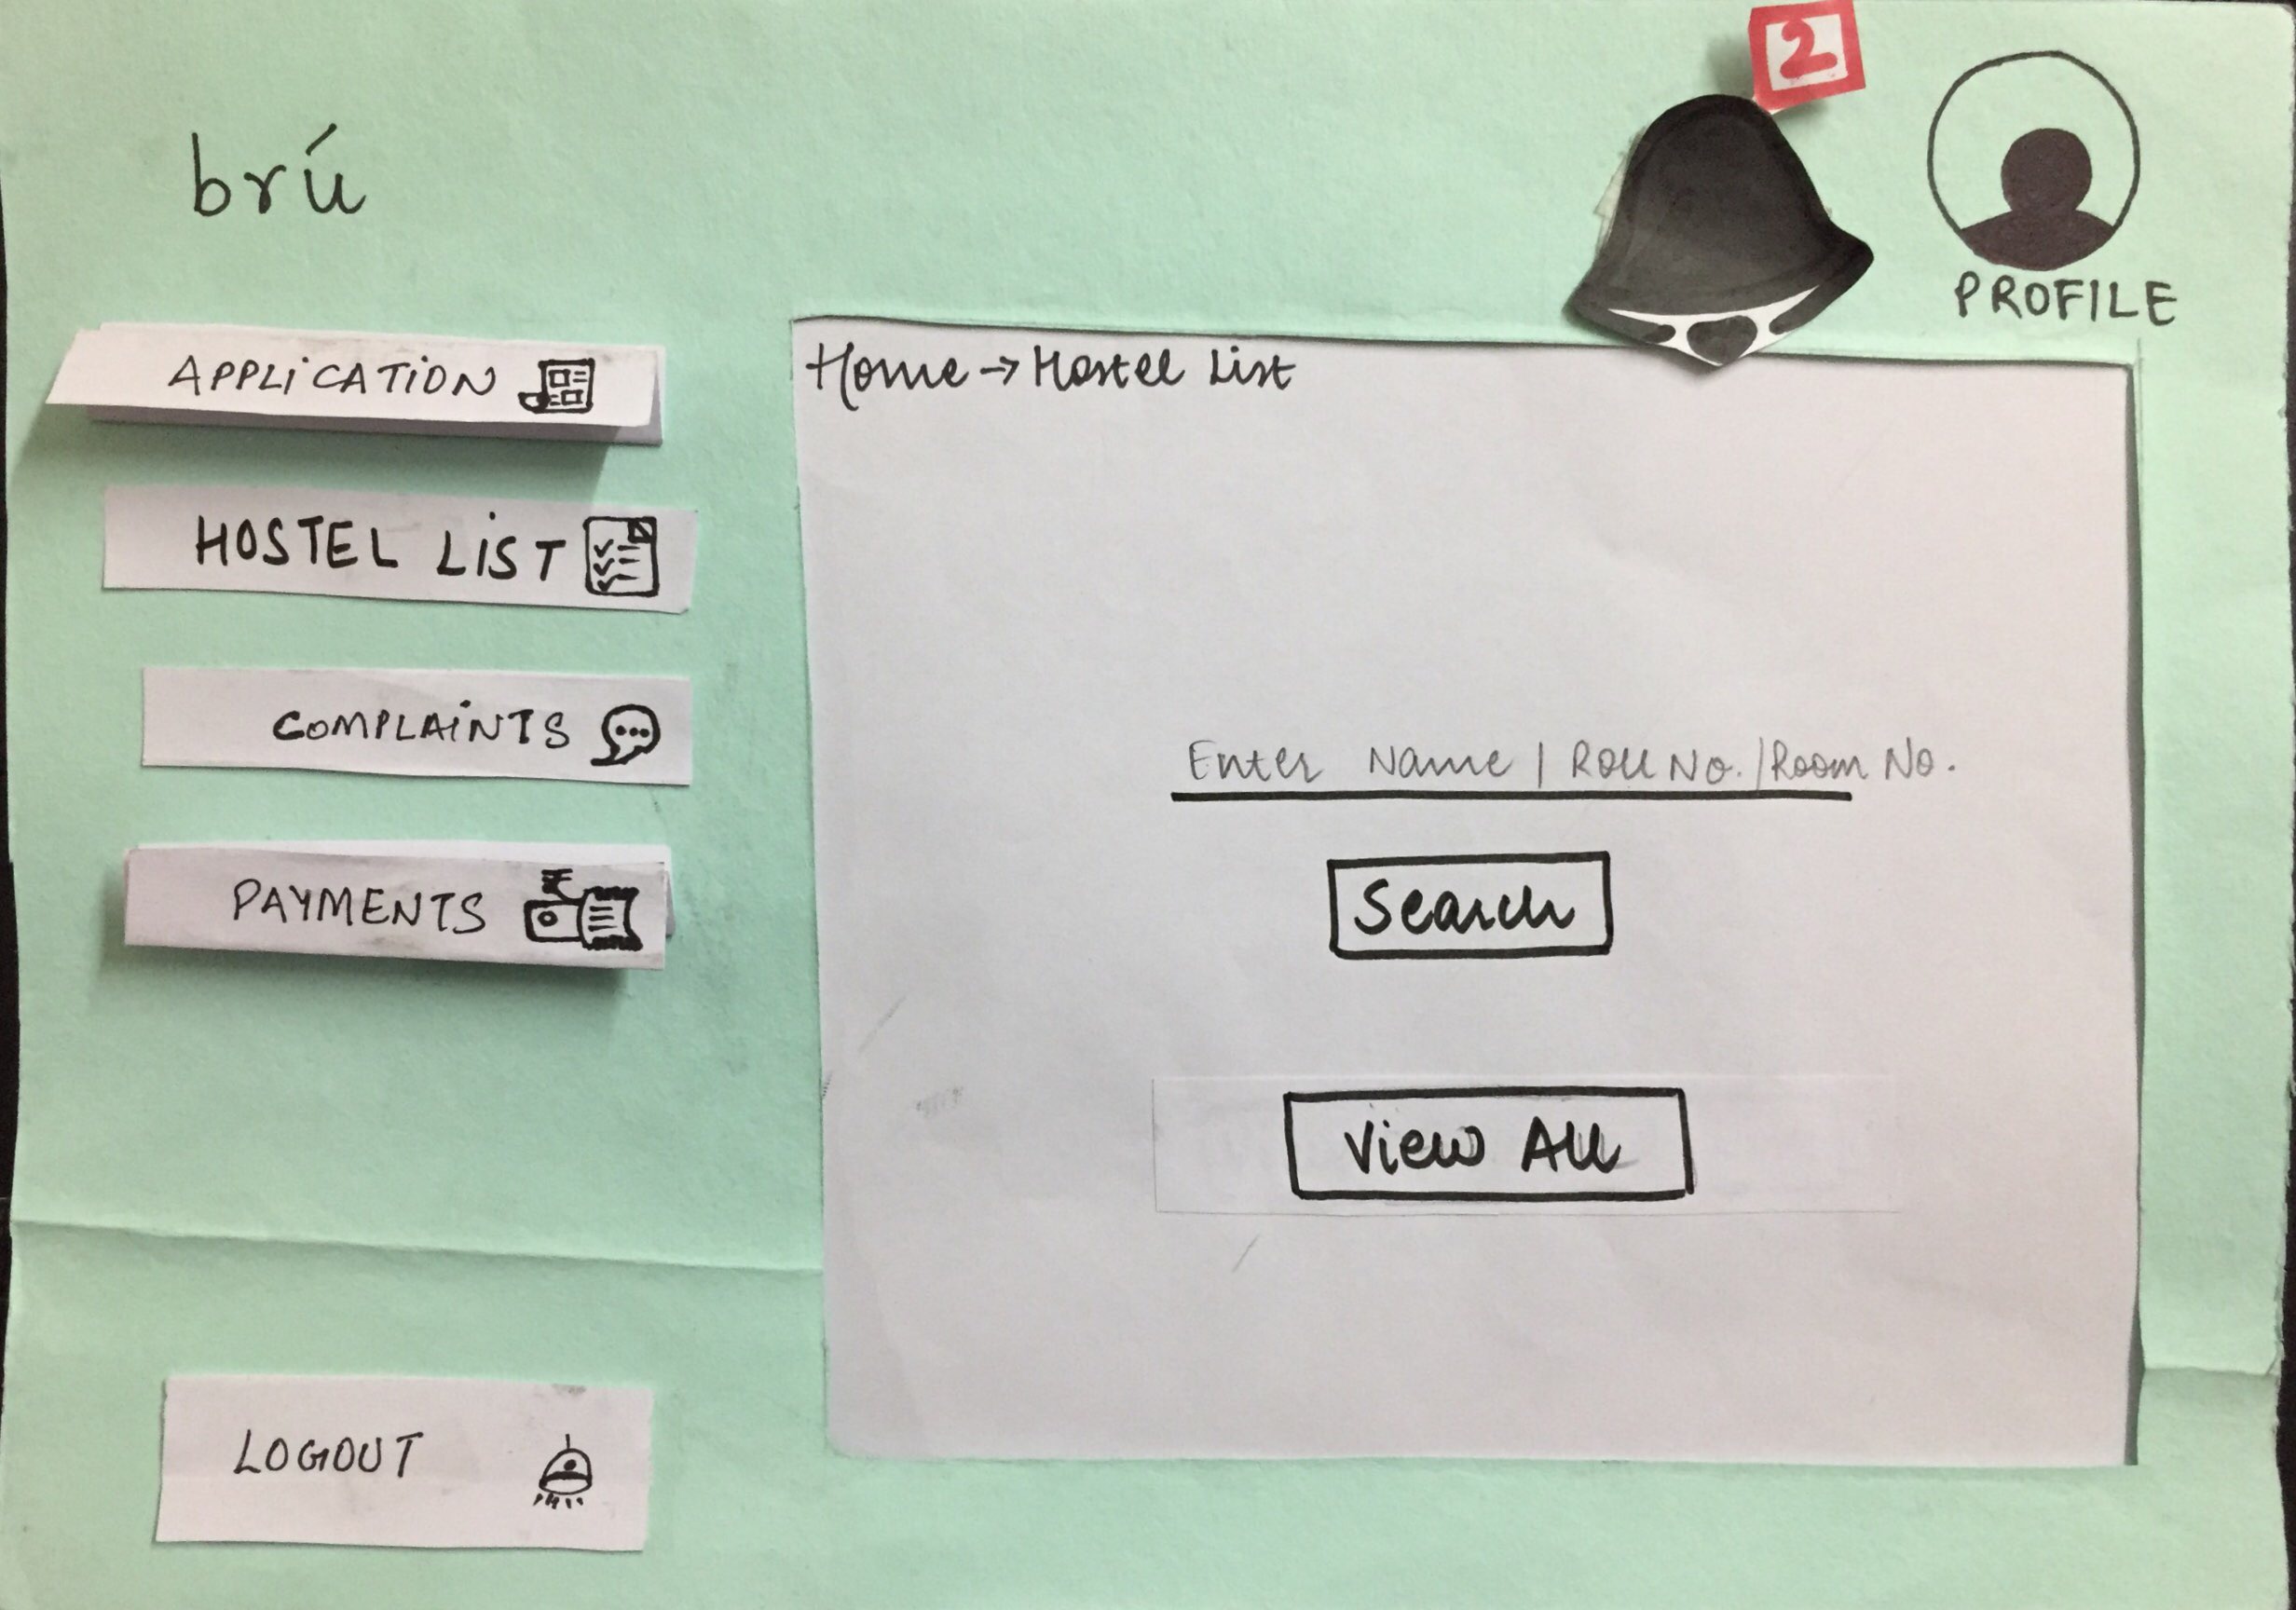 2
brú
PROFILE
APPLiCATiON
Home → Hostel List
HOSTEL LiST
COMPLAiNTS
Enter Name | Roll No. | Room No.
PAYMENTS
Search
View All
LOGOUT